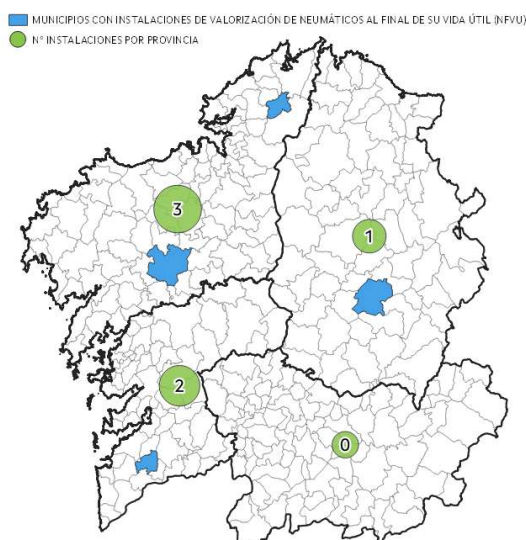 MUNICIPIOS CON INSTALACIONES DE VALORIZACIÓN DE NEUMÁTICOS AL FINAL DE SU VIDA ÚTIL (NFVU)
Nº INSTALACIONES POR PROVINCIA
3
1
2
0